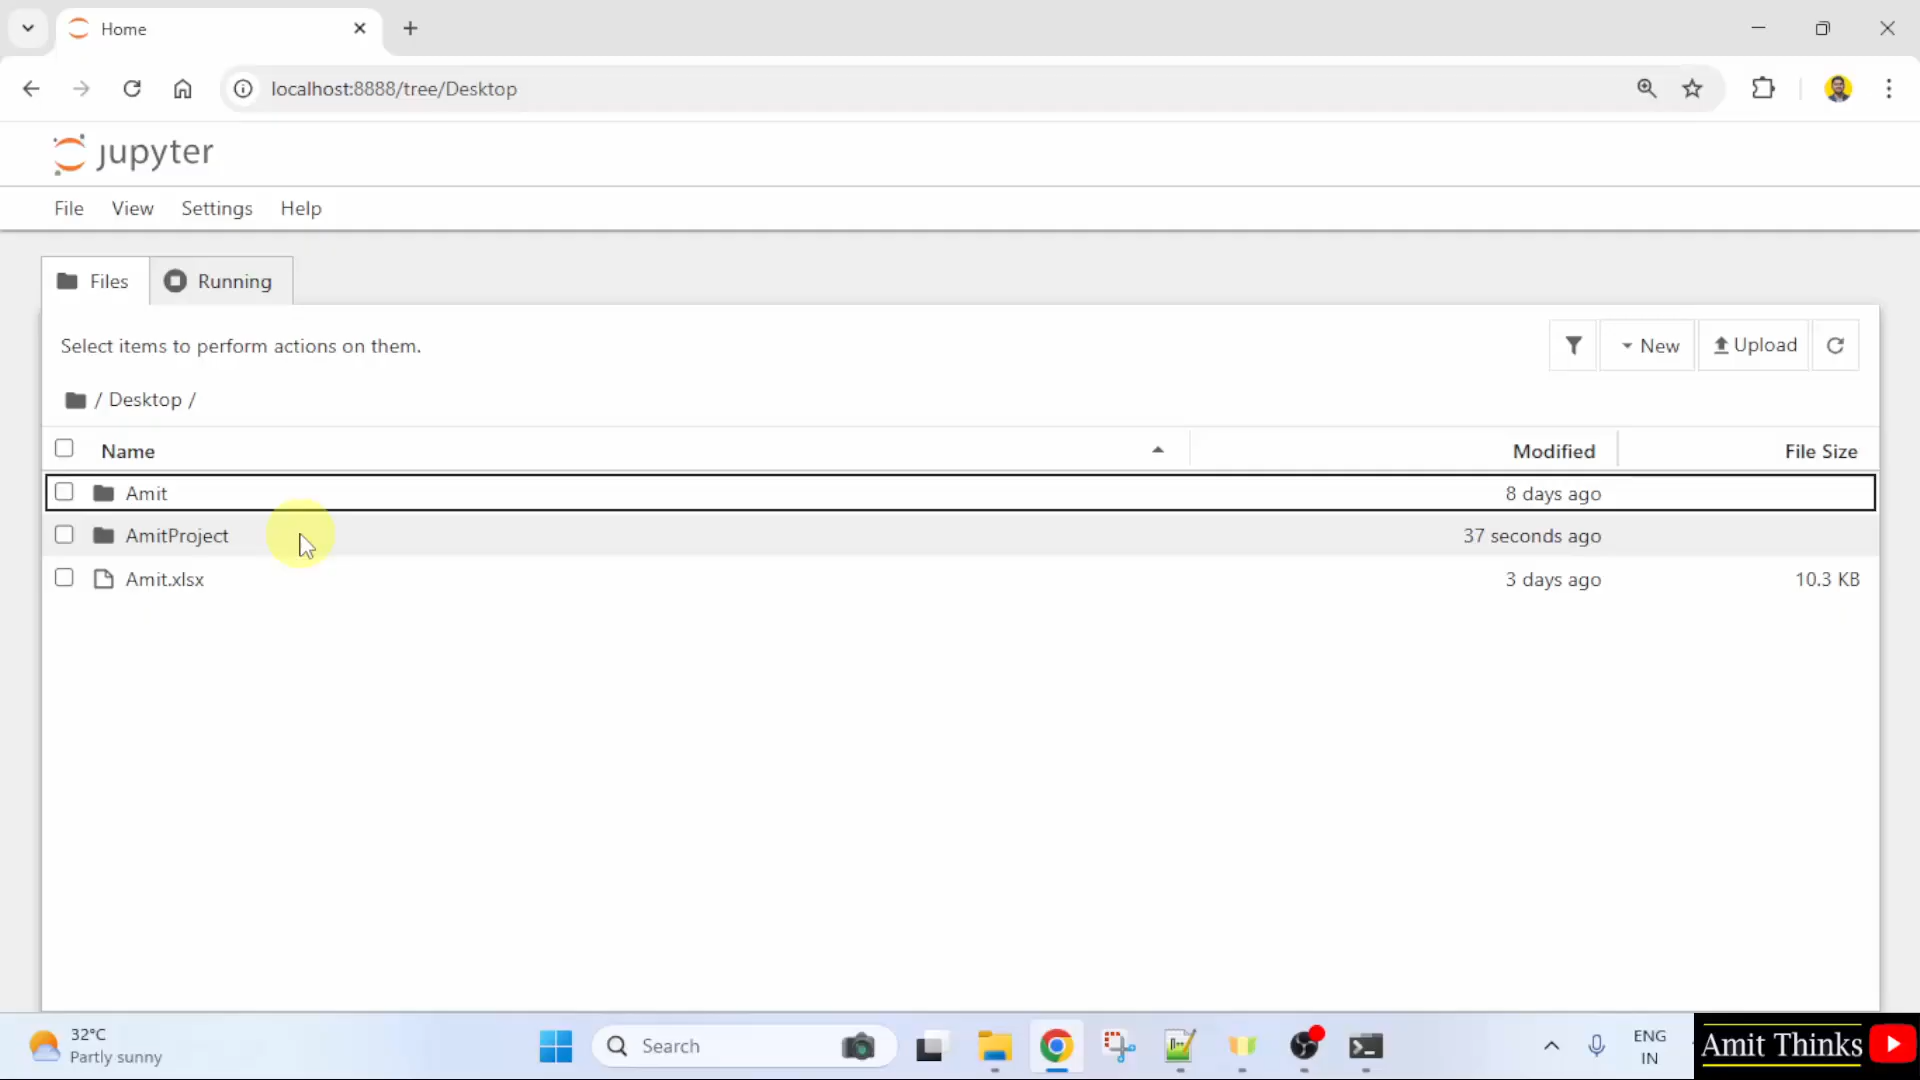 Home
localhost:8888/tree/Desktop
jupyter
File View Settings Help
Files Running
Select items to perform actions on them.
New Upload
/ Desktop /
Name Modified File Size
Amit 8 days ago
AmitProject 37 seconds ago
Amit.xlsx 3 days ago 10.3 KB
32°C
Partly sunny
Search
ENG
IN
Amit Thinks